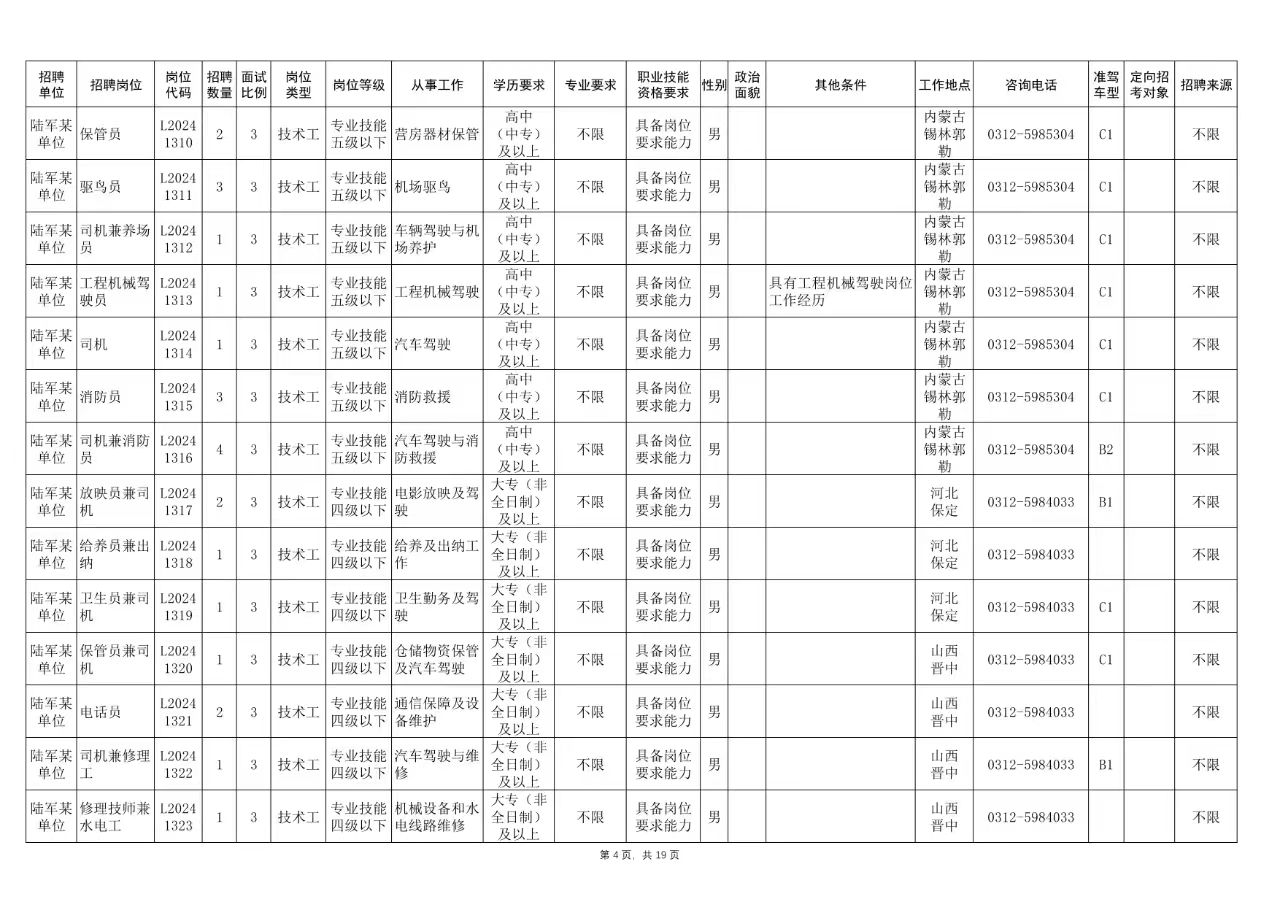 招聘单位 招聘岗位 岗位代码 招聘数量 面试比例 岗位类型 岗位等级 从事工作 学历要求 专业要求 职业技能资格要求 性别 政治面貌 其他条件 工作地点 咨询电话 准驾车型 定向招考对象 招聘来源
陆军某单位 保管员 L20241310 2 3 技术工 专业技能五级以下 营房器材保管 高中（中专）及以上 不限 具备岗位要求能力 男 内蒙古锡林郭勒 0312-5985304 C1 不限
陆军某单位 驱鸟员 L20241311 3 3 技术工 专业技能五级以下 机场驱鸟 高中（中专）及以上 不限 具备岗位要求能力 男 内蒙古锡林郭勒 0312-5985304 C1 不限
陆军某单位 司机兼养场员 L20241312 1 3 技术工 专业技能五级以下 车辆驾驶与机场养护 高中（中专）及以上 不限 具备岗位要求能力 男 内蒙古锡林郭勒 0312-5985304 C1 不限
陆军某单位 工程机械驾驶员 L20241313 1 3 技术工 专业技能五级以下 工程机械驾驶 高中（中专）及以上 不限 具备岗位要求能力 男 具有工程机械驾驶岗位工作经历 内蒙古锡林郭勒 0312-5985304 C1 不限
陆军某单位 司机 L20241314 1 3 技术工 专业技能五级以下 汽车驾驶 高中（中专）及以上 不限 具备岗位要求能力 男 内蒙古锡林郭勒 0312-5985304 C1 不限
陆军某单位 消防员 L20241315 3 3 技术工 专业技能五级以下 消防救援 高中（中专）及以上 不限 具备岗位要求能力 男 内蒙古锡林郭勒 0312-5985304 C1 不限
陆军某单位 司机兼消防员 L20241316 4 3 技术工 专业技能五级以下 汽车驾驶与消防救援 高中（中专）及以上 不限 具备岗位要求能力 男 内蒙古锡林郭勒 0312-5985304 B2 不限
陆军某单位 放映员兼司机 L20241317 2 3 技术工 专业技能四级以下 电影放映及驾驶 大专（非全日制）及以上 不限 具备岗位要求能力 男 河北保定 0312-5984033 B1 不限
陆军某单位 给养员兼出纳 L20241318 1 3 技术工 专业技能四级以下 给养及出纳工作 大专（非全日制）及以上 不限 具备岗位要求能力 男 河北保定 0312-5984033 不限
陆军某单位 卫生员兼司机 L20241319 1 3 技术工 专业技能四级以下 卫生勤务及驾驶 大专（非全日制）及以上 不限 具备岗位要求能力 男 河北保定 0312-5984033 C1 不限
陆军某单位 保管员兼司机 L20241320 1 3 技术工 专业技能四级以下 仓储物资保管及汽车驾驶 大专（非全日制）及以上 不限 具备岗位要求能力 男 山西晋中 0312-5984033 C1 不限
陆军某单位 电话员 L20241321 2 3 技术工 专业技能四级以下 通信保障及设备维护 大专（非全日制）及以上 不限 具备岗位要求能力 男 山西晋中 0312-5984033 不限
陆军某单位 司机兼修理工 L20241322 1 3 技术工 专业技能四级以下 汽车驾驶与维修 大专（非全日制）及以上 不限 具备岗位要求能力 男 山西晋中 0312-5984033 B1 不限
陆军某单位 修理技师兼水电工 L20241323 1 3 技术工 专业技能四级以下 机械设备和水电线路维修 大专（非全日制）及以上 不限 具备岗位要求能力 男 山西晋中 0312-5984033 不限
第 4 页，共 19 页